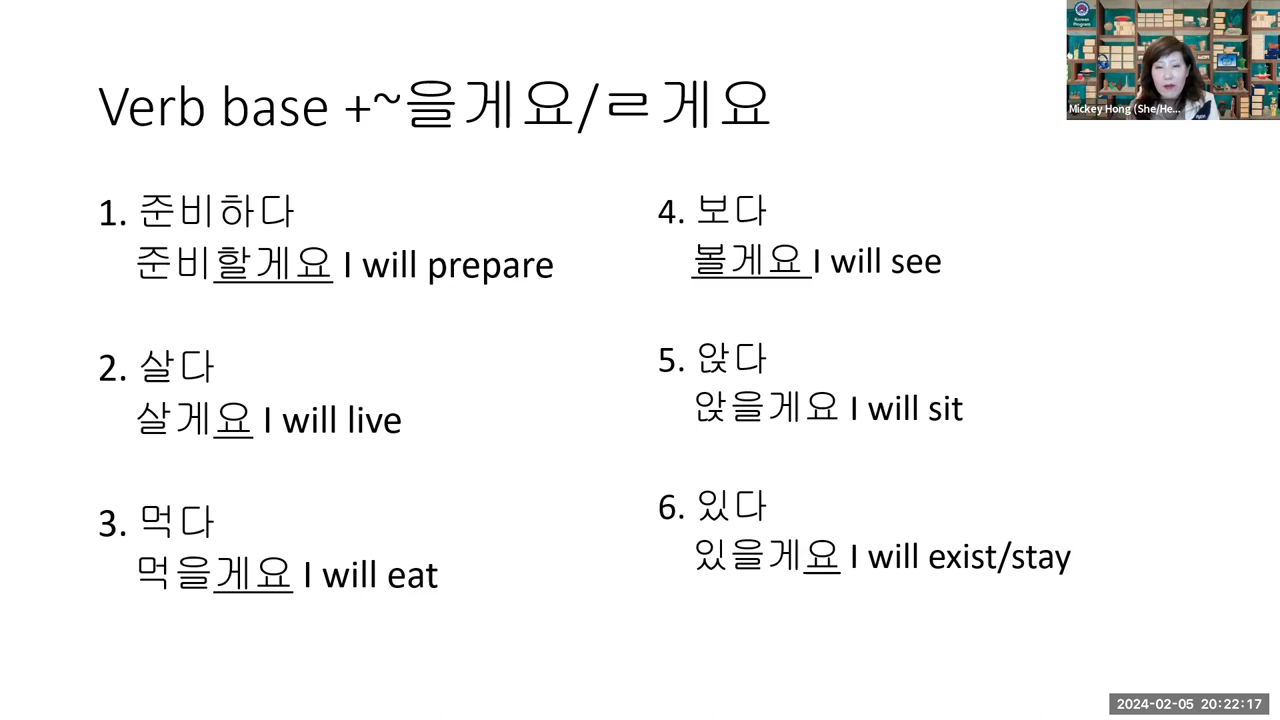 Verb base +~을게요/ㄹ게요
1. 준비하다
준비할게요 I will prepare
2. 살다
살게요 I will live
3. 먹다
먹을게요 I will eat
4. 보다
볼게요 I will see
5. 앉다
앉을게요 I will sit
6. 있다
있을게요 I will exist/stay
Korean
Program
Mickey Hong (She/He...
2024-02-05 20:22:17